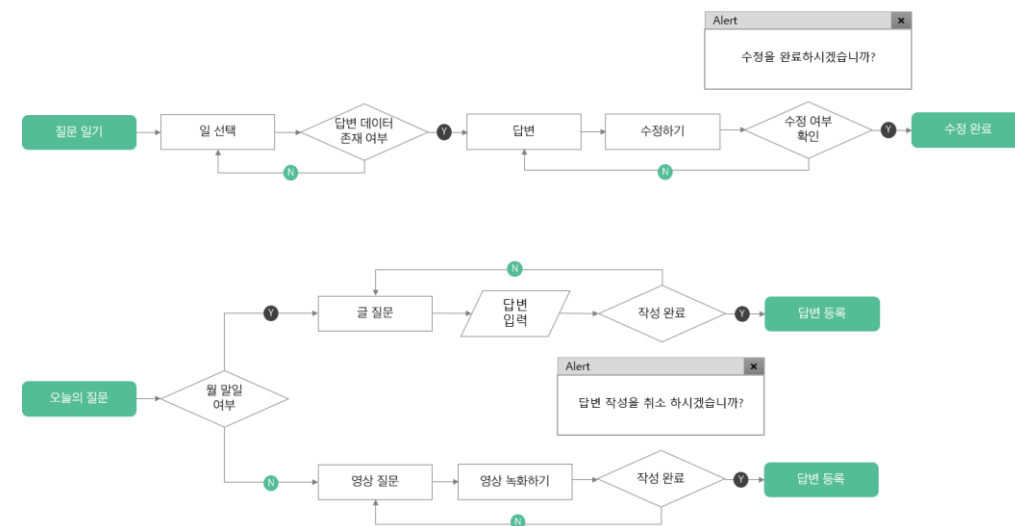 Alert
×
수정을 완료하시겠습니까?
질문 일기
일 선택
답변 데이터
존재 여부
Y
답변
수정하기
수정 여부
확인
Y
수정 완료
N
N
N
Y
글 질문
답변
입력
작성 완료
Y
답변 등록
Alert
×
답변 작성을 취소 하시겠습니까?
오늘의 질문
월 말일
여부
N
영상 질문
영상 녹화하기
작성 완료
Y
답변 등록
N